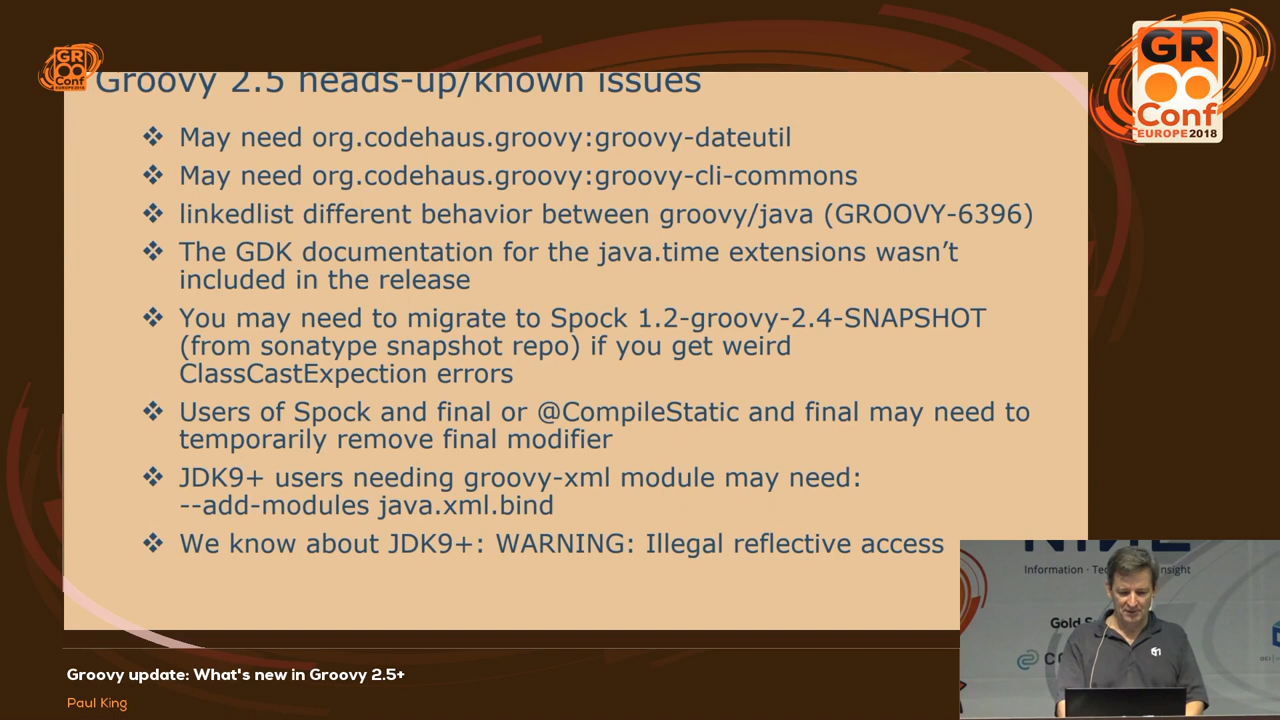 GR
Conf
EUROPE 2018
GR
Conf
EUROPE 2018
Groovy 2.5 heads-up/known issues
❖ May need org.codehaus.groovy:groovy-dateutil
❖ May need org.codehaus.groovy:groovy-cli-commons
❖ linkedlist different behavior between groovy/java (GROOVY-6396)
❖ The GDK documentation for the java.time extensions wasn’t
included in the release
❖ You may need to migrate to Spock 1.2-groovy-2.4-SNAPSHOT
(from sonatype snapshot repo) if you get weird
ClassCastExpection errors
❖ Users of Spock and final or @CompileStatic and final may need to
temporarily remove final modifier
❖ JDK9+ users needing groovy-xml module may need:
--add-modules java.xml.bind
❖ We know about JDK9+: WARNING: Illegal reflective access
Information ·
Gold
Groovy update: What's new in Groovy 2.5+
Paul King